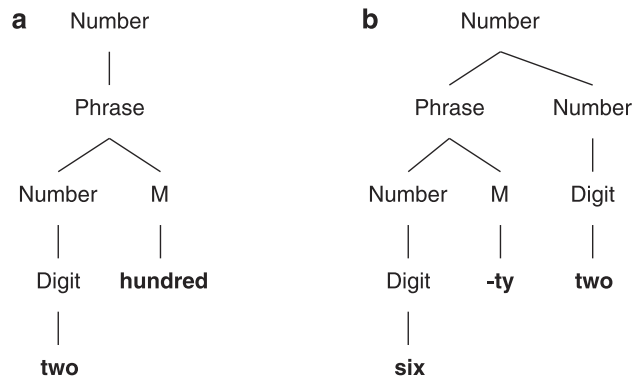 a Number
Phrase
Number M
Digit hundred
two
b Number
Phrase Number
Number M Digit
Digit -ty two
six